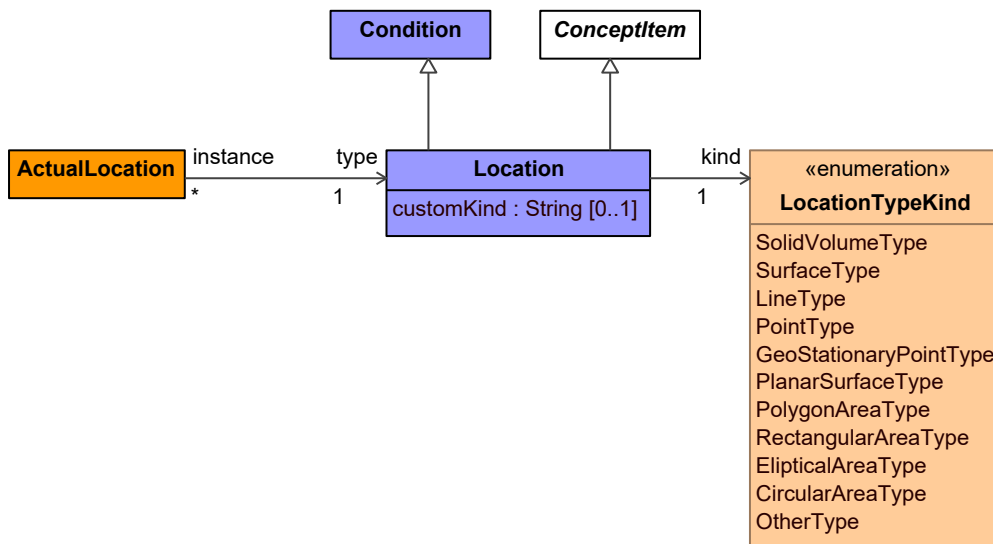 Condition
ConceptItem
ActualLocation
instance
type
*
1
Location
customKind : String [0..1]
kind
1
«enumeration»
LocationTypeKind
SolidVolumeType
SurfaceType
LineType
PointType
GeoStationaryPointType
PlanarSurfaceType
PolygonAreaType
RectangularAreaType
ElipticalAreaType
CircularAreaType
OtherType